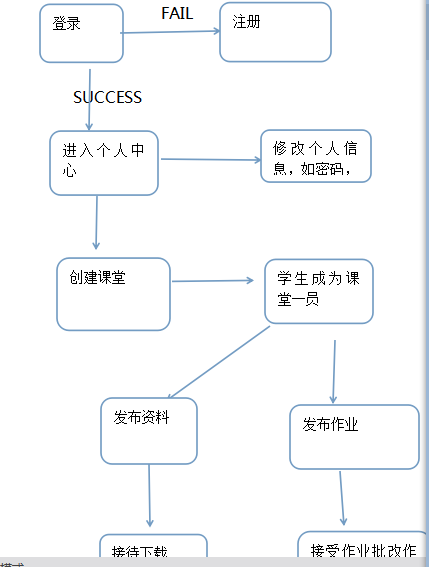 FAIL
登录
注册
SUCCESS
进入个人中
心
修改个人信
息，如密码，
创建课堂
学生成为课
堂一员
发布资料
发布作业
接待下载
接受作业批改作